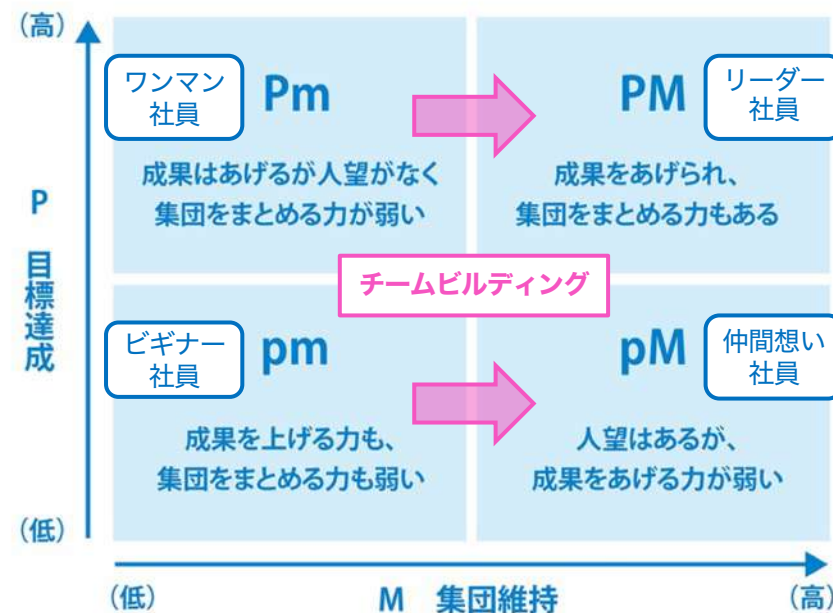 (高)
ワンマン
社員
Pm
PM
リーダー
社員
成果はあげるが人望がなく
集団をまとめる力が弱い
成果をあげられ、
集団をまとめる力もある
P
目標達成
チームビルディング
ビギナー
社員
pm
pM
仲間想い
社員
成果を上げる力も、
集団をまとめる力も弱い
人望はあるが、
成果をあげる力が弱い
(低)
(低)
M 集団維持
(高)